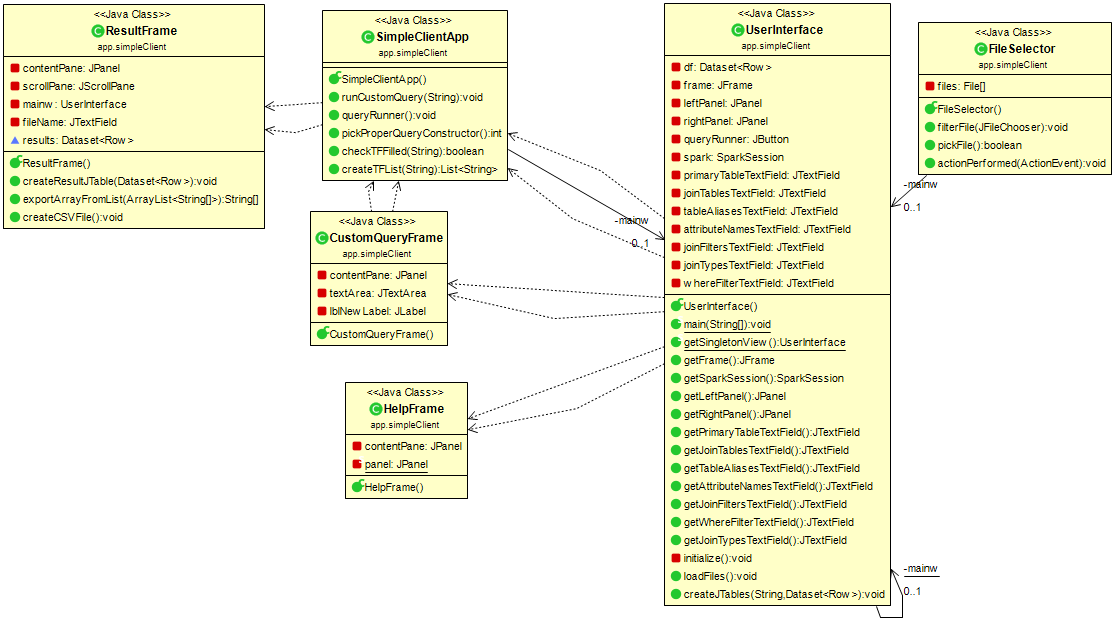 <<Java Class>>
ResultFrame
app.simpleClient
contentPane: JPanel
scrollPane: JScrollPane
mainw: UserInterface
fileName: JTextField
results: Dataset<Row>
ResultFrame()
createResultJTable(Dataset<Row>):void
exportArrayFromList(ArrayList<String[]>):String[]
createCSVFile():void
<<Java Class>>
SimpleClientApp
app.simpleClient
SimpleClientApp()
runCustomQuery(String):void
queryRunner():void
pickProperQueryConstructor():int
checkTFFilled(String):boolean
createTFList(String):List<String>
<<Java Class>>
CustomQueryFrame
app.simpleClient
contentPane: JPanel
textArea: JTextArea
lblNewLabel: JLabel
CustomQueryFrame()
<<Java Class>>
HelpFrame
app.simpleClient
contentPane: JPanel
panel: JPanel
HelpFrame()
-mainw
0..1
<<Java Class>>
UserInterface
app.simpleClient
df: Dataset<Row>
frame: JFrame
leftPanel: JPanel
rightPanel: JPanel
queryRunner: JButton
spark: SparkSession
primaryTableTextField: JTextField
joinTablesTextField: JTextField
tableAliasesTextField: JTextField
attributeNamesTextField: JTextField
joinFiltersTextField: JTextField
joinTypesTextField: JTextField
whereFilterTextField: JTextField
UserInterface()
main(String[]):void
getSingletonView():UserInterface
getFrame():JFrame
getSparkSession():SparkSession
getLeftPanel():JPanel
getRightPanel():JPanel
getPrimaryTableTextField():JTextField
getJoinTablesTextField():JTextField
getTableAliasesTextField():JTextField
getAttributeNamesTextField():JTextField
getJoinFiltersTextField():JTextField
getWhereFilterTextField():JTextField
getJoinTypesTextField():JTextField
initialize():void
loadFiles():void
createJTables(String,Dataset<Row>):void
<<Java Class>>
FileSelector
app.simpleClient
files: File[]
FileSelector()
filterFile(JFileChooser):void
pickFile():boolean
actionPerformed(ActionEvent):void
-mainw
0..1
-mainw
0..1